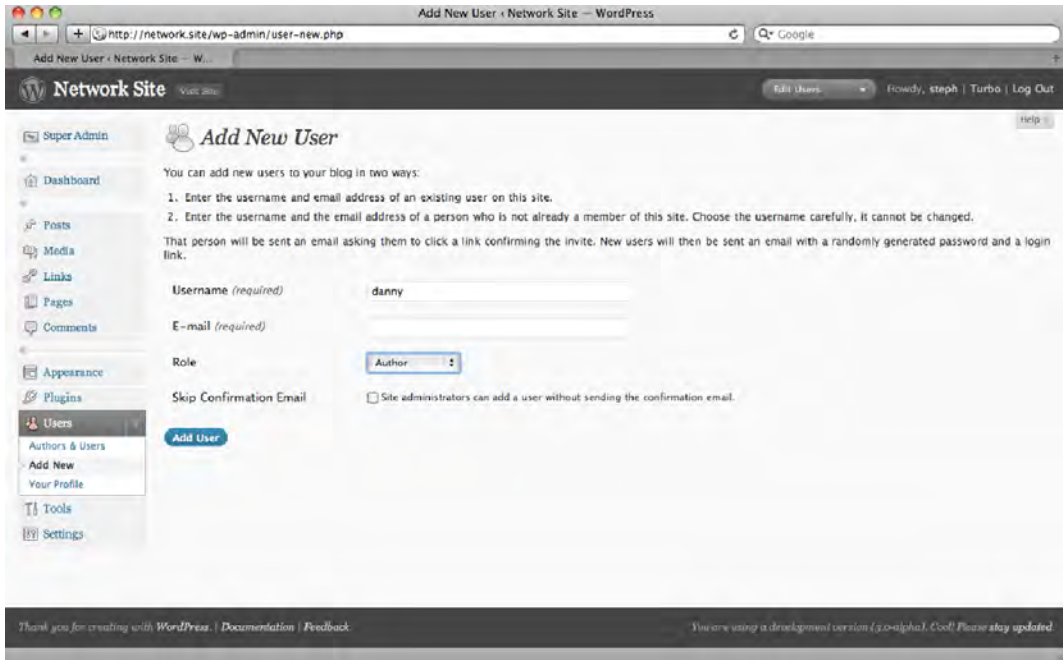 Add New User ‹ Network Site — WordPress
http://network.site/wp-admin/user-new.php
Google
Add New User ‹ Network Site — W...
Network Site Visit Site
Edit Users
Howdy, steph | Turbo | Log Out
Help
Super Admin
Dashboard
Posts
Media
Links
Pages
Comments
Appearance
Plugins
Users
Authors & Users
Add New
Your Profile
Tools
Settings
Add New User
You can add new users to your blog in two ways:
1. Enter the username and email address of an existing user on this site.
2. Enter the username and the email address of a person who is not already a member of this site. Choose the username carefully, it cannot be changed.
That person will be sent an email asking them to click a link confirming the invite. New users will then be sent an email with a randomly generated password and a login
link.
Username (required) danny
E-mail (required)
Role Author
Skip Confirmation Email Site administrators can add a user without sending the confirmation email.
Add User
Thank you for creating with WordPress. | Documentation | Feedback
You are using a development version (3.0-alpha). Cool! Please stay updated.